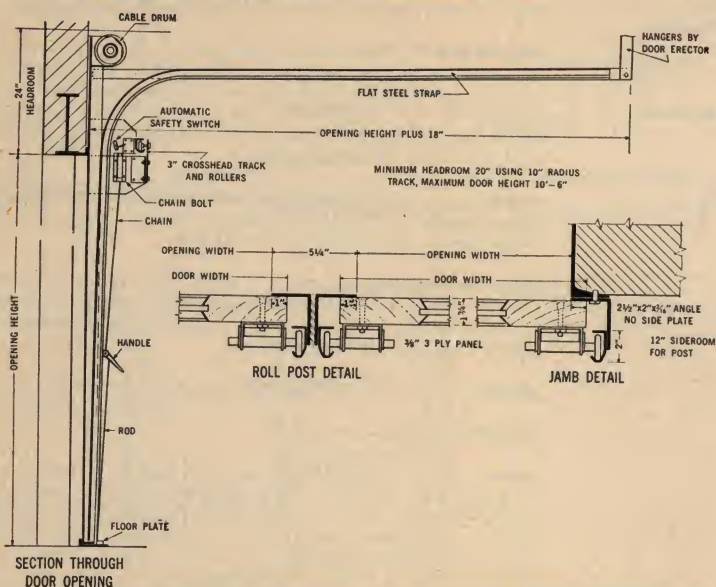 CABLE DRUM
HANGERS BY
DOOR ERECTOR
24"
HEADROOM
FLAT STEEL STRAP
AUTOMATIC
SAFETY SWITCH
OPENING HEIGHT PLUS 18"
3" CROSSHEAD TRACK
AND ROLLERS
MINIMUM HEADROOM 20" USING 10" RADIUS
TRACK, MAXIMUM DOOR HEIGHT 10'-6"
CHAIN BOLT
CHAIN
OPENING WIDTH
5¼"
OPENING WIDTH
DOOR WIDTH
DOOR WIDTH
1"
1"
1¾"
2½"x2"x3/16" ANGLE
NO SIDE PLATE
OPENING HEIGHT
HANDLE
⅜" 3 PLY PANEL
2"
12" SIDEROOM
FOR POST
ROLL POST DETAIL
JAMB DETAIL
ROD
FLOOR PLATE
SECTION THROUGH
DOOR OPENING